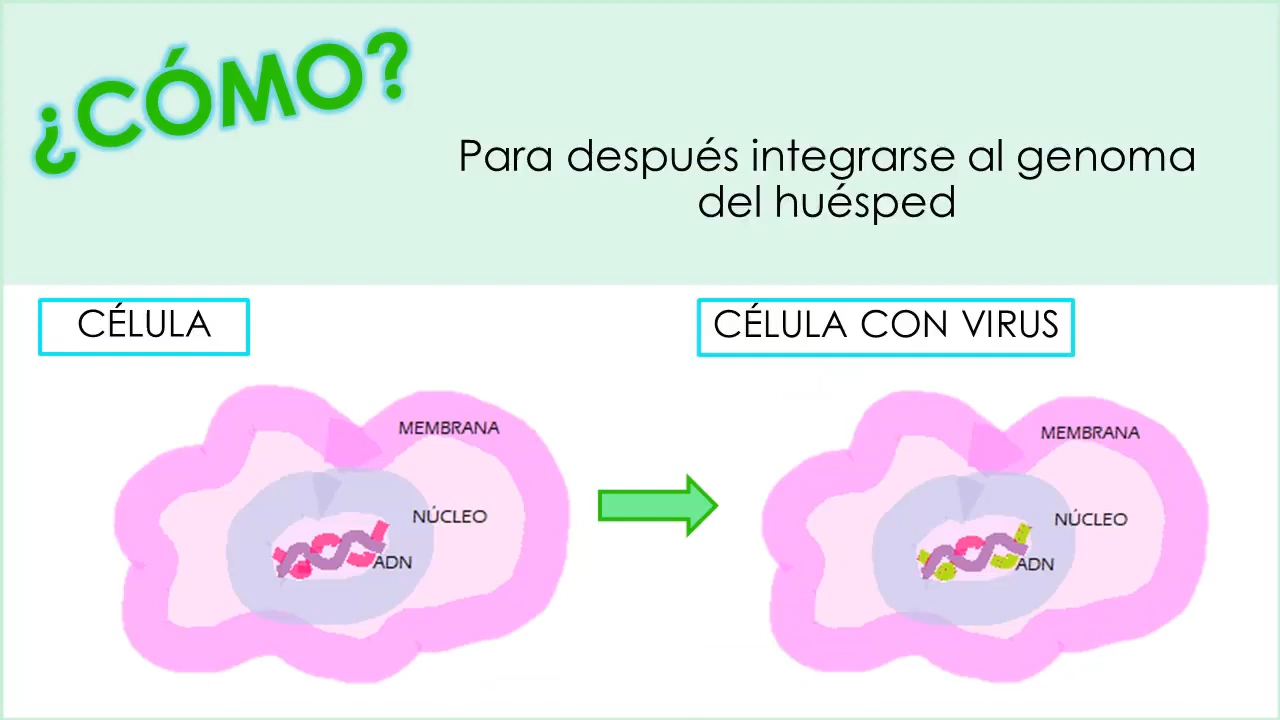 ¿CÓMO?
Para después integrarse al genoma
del huésped
CÉLULA
CÉLULA CON VIRUS
MEMBRANA
NÚCLEO
ADN
MEMBRANA
NÚCLEO
ADN